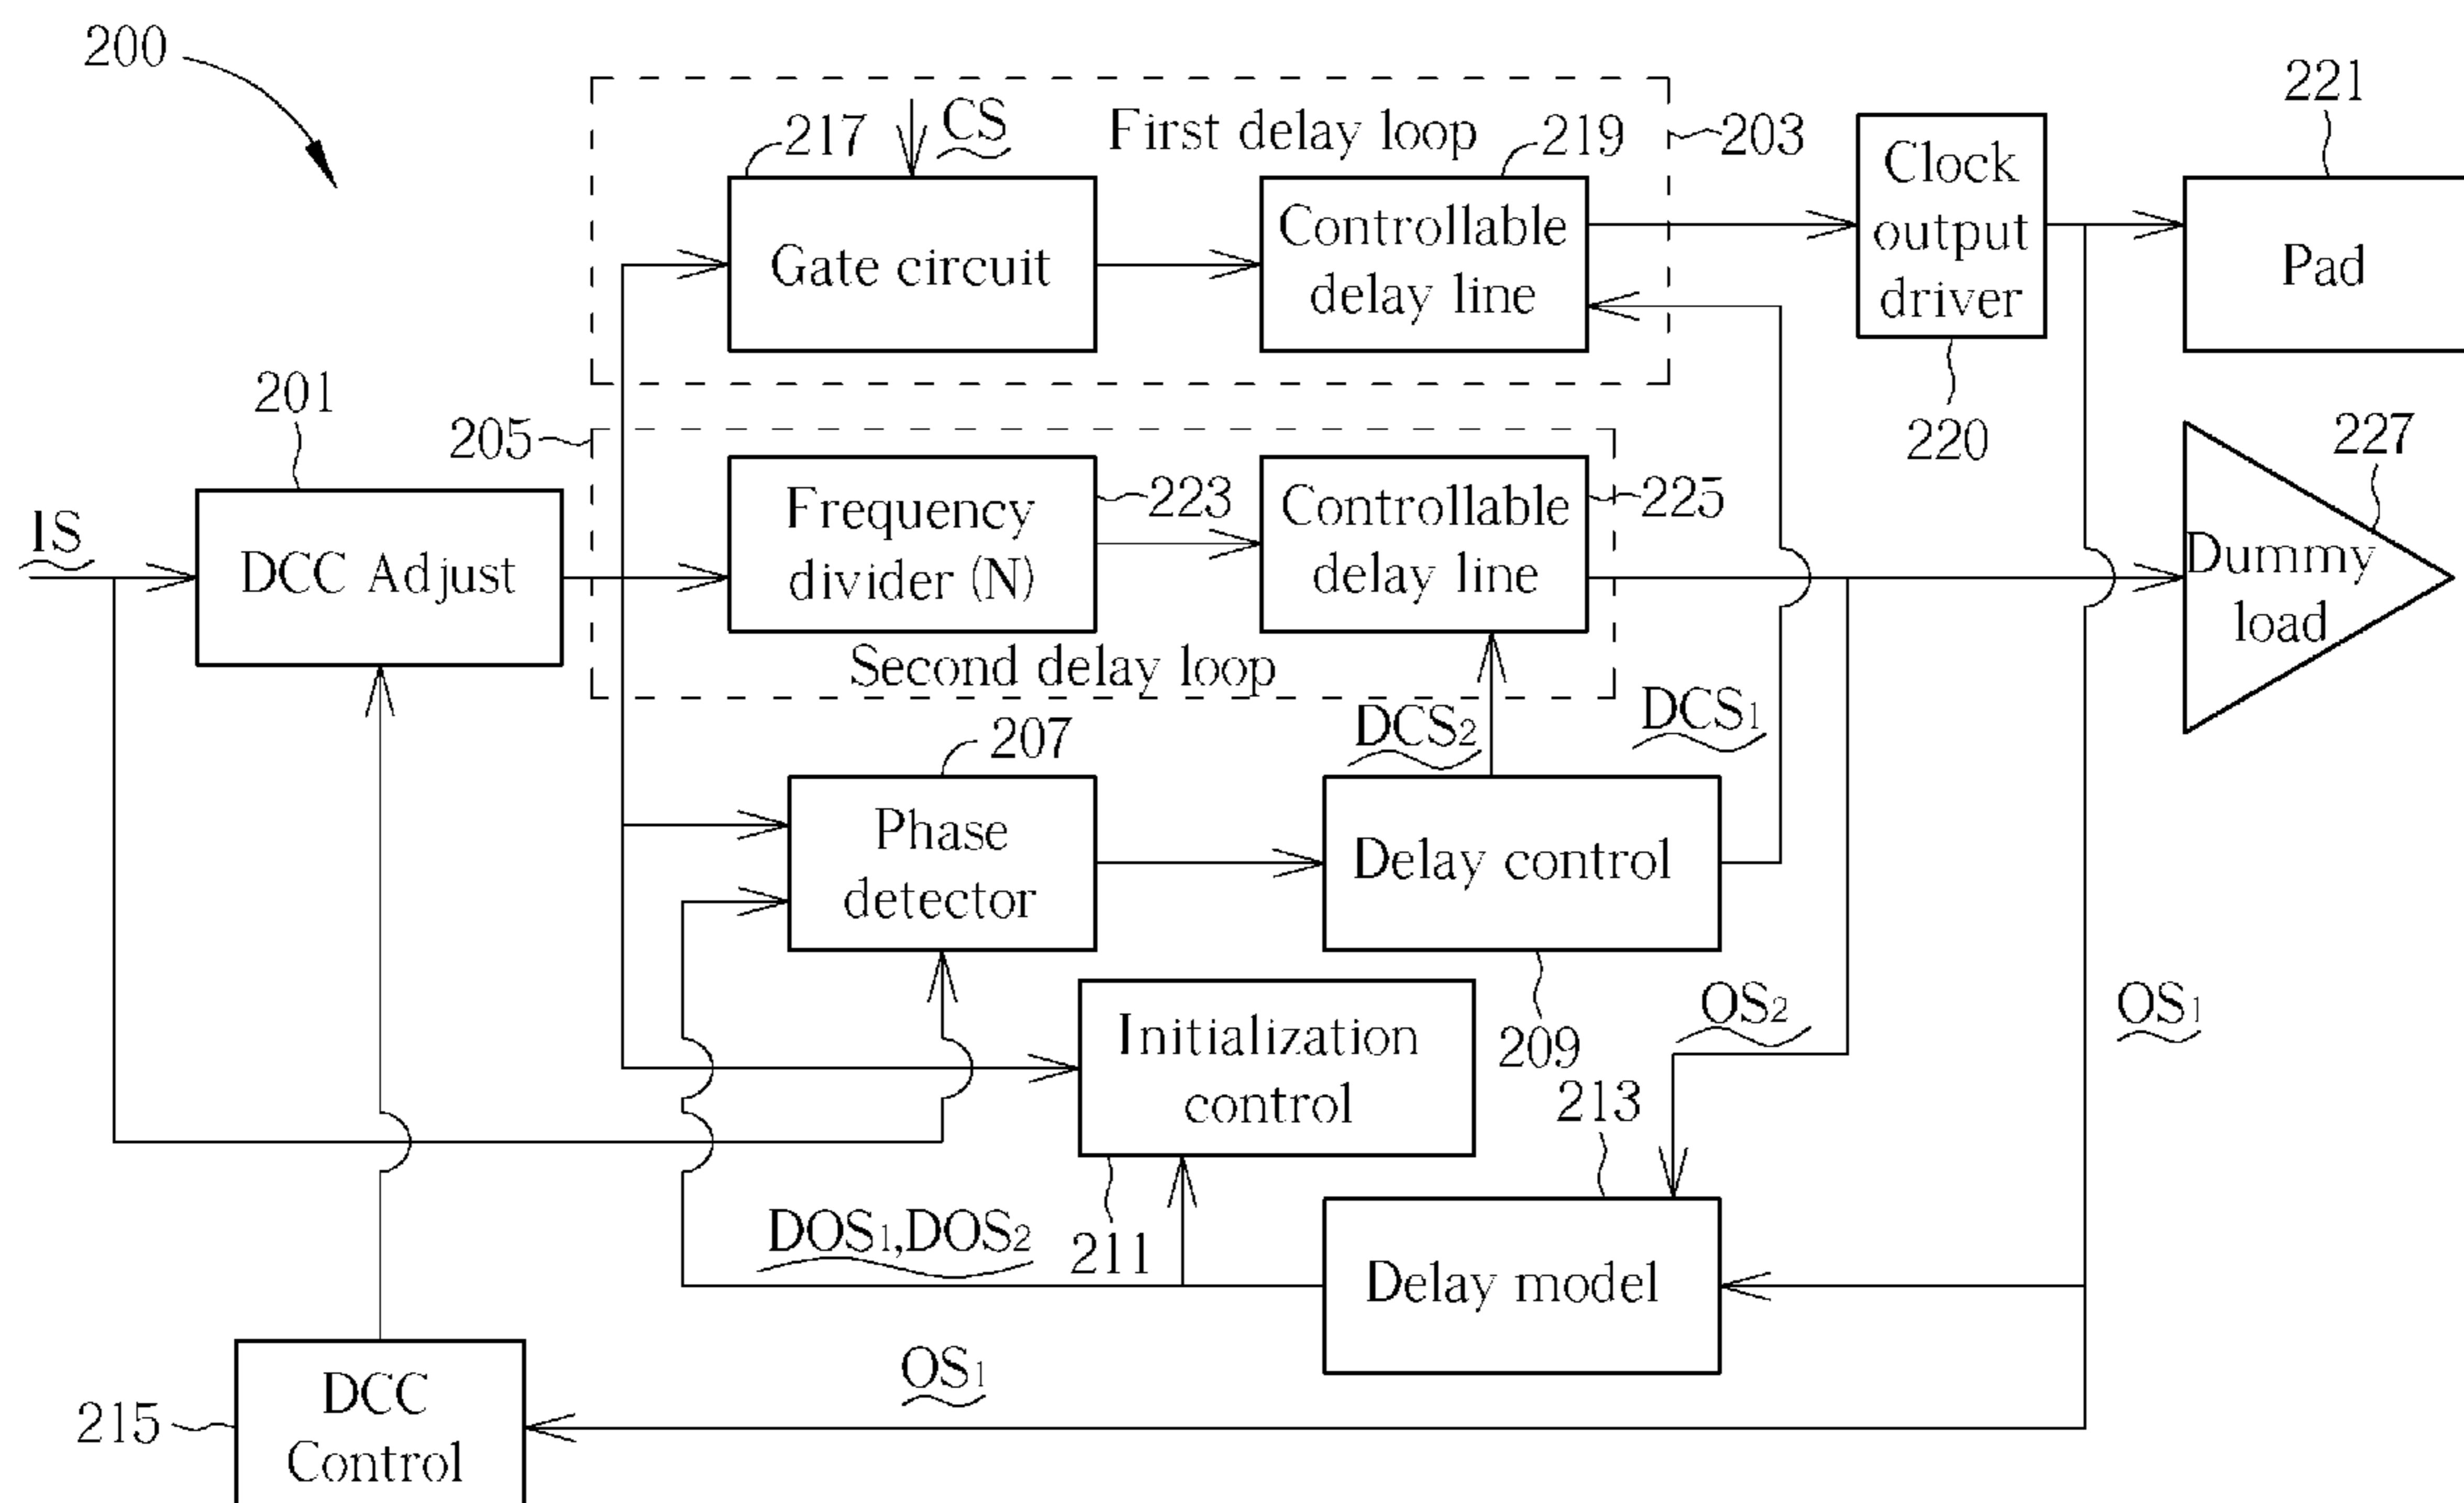 200
221
217
CS
First delay loop
219
203
Clock
output
driver
Gate circuit
Controllable
delay line
Pad
201
205
220
227
IS
DCC Adjust
Frequency
divider (N)
223
Controllable
delay line
225
Dummy
load
Second delay loop
207
DCS2
DCS1
Phase
detector
Delay control
Initialization
control
209
OS2
OS1
213
DOS1,DOS2
211
Delay model
OS1
215
DCC
Control